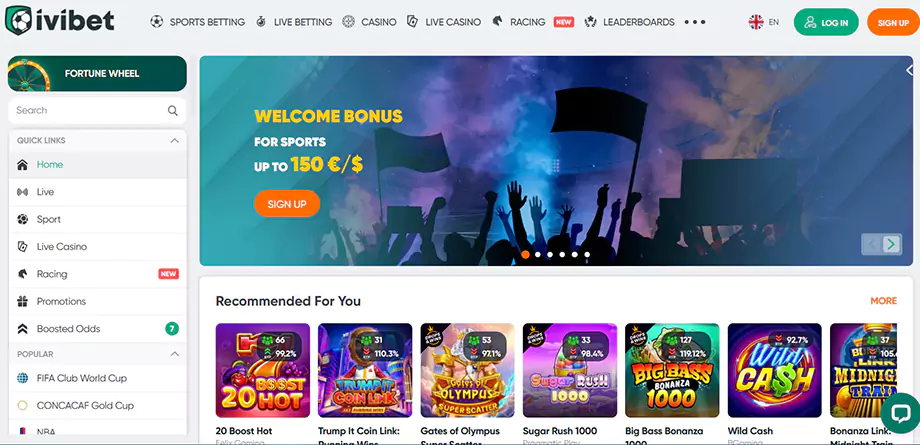 ivibet
SPORTS BETTING
LIVE BETTING
CASINO
LIVE CASINO
RACING NEW
LEADERBOARDS
EN
LOG IN
SIGN UP
FORTUNE WHEEL
Search
QUICK LINKS
Home
Live
Sport
Live Casino
Racing NEW
Promotions
Boosted Odds 7
POPULAR
FIFA Club World Cup
CONCACAF Gold Cup
NBA
WELCOME BONUS
FOR SPORTS
UP TO 150 €/$
SIGN UP
Recommended For You
MORE
66
99.2%
BOOST
20 HOT
20 Boost Hot
Felix Gaming
31
110.3%
TRUMP IT
COIN LINK
Trump It Coin Link:
Running Wins
53
97.1%
GATES OF
OLYMPUS
SUPER SCATTER
Gates of Olympus
Super Scatter
33
98.4%
Sugar Rush
1000
Sugar Rush 1000
Pragmatic Play
127
119.12%
BIG BASS
BONANZA
1000
Big Bass Bonanza
1000
92.7%
Wild
CA$H
Wild Cash
BGaming
37
105.
LINK
MIDNIGHT
TRAIN
Bonanza Link:
Midnight Train